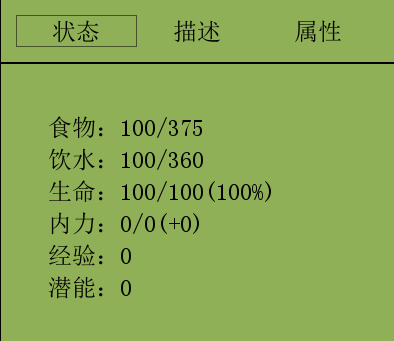 状态 描述 属性
食物：100/375
饮水：100/360
生命：100/100(100%)
内力：0/0(+0)
经验：0
潜能：0